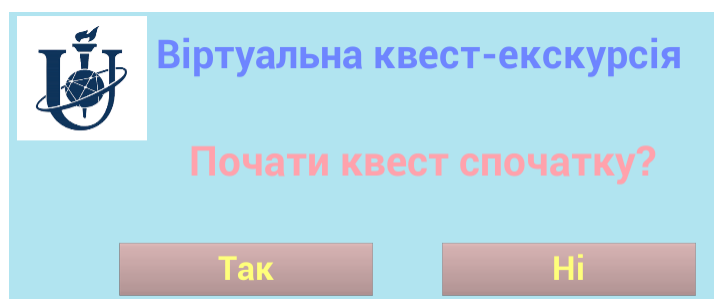 Віртуальна квест-екскурсія
Почати квест спочатку?
Так
Ні